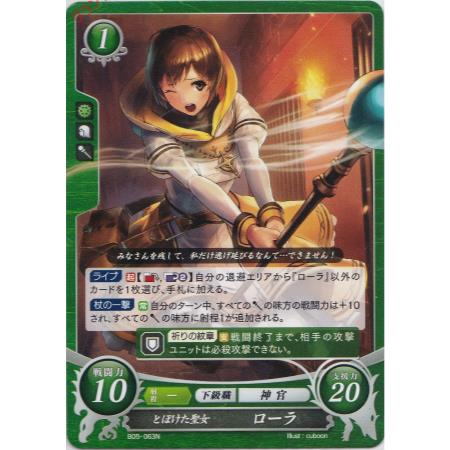 1
みなさんを残して、私だけ逃げ延びるなんて…できません!
ライブ 起【、2】自分の退避エリアから『ローラ』以外の
カードを1枚選び、手札に加える。
杖の一撃 常 自分のターン中、すべての の味方の戦闘力は+10
され、すべての の味方に射程1が追加される。
祈りの紋章 支 戦闘終了まで、相手の攻撃
ユニットは必殺攻撃できない。
戦闘力
10
射程 — 下級職 神官
支援力
20
とぼけた聖女 ローラ
B05-063N
Illust:cuboon